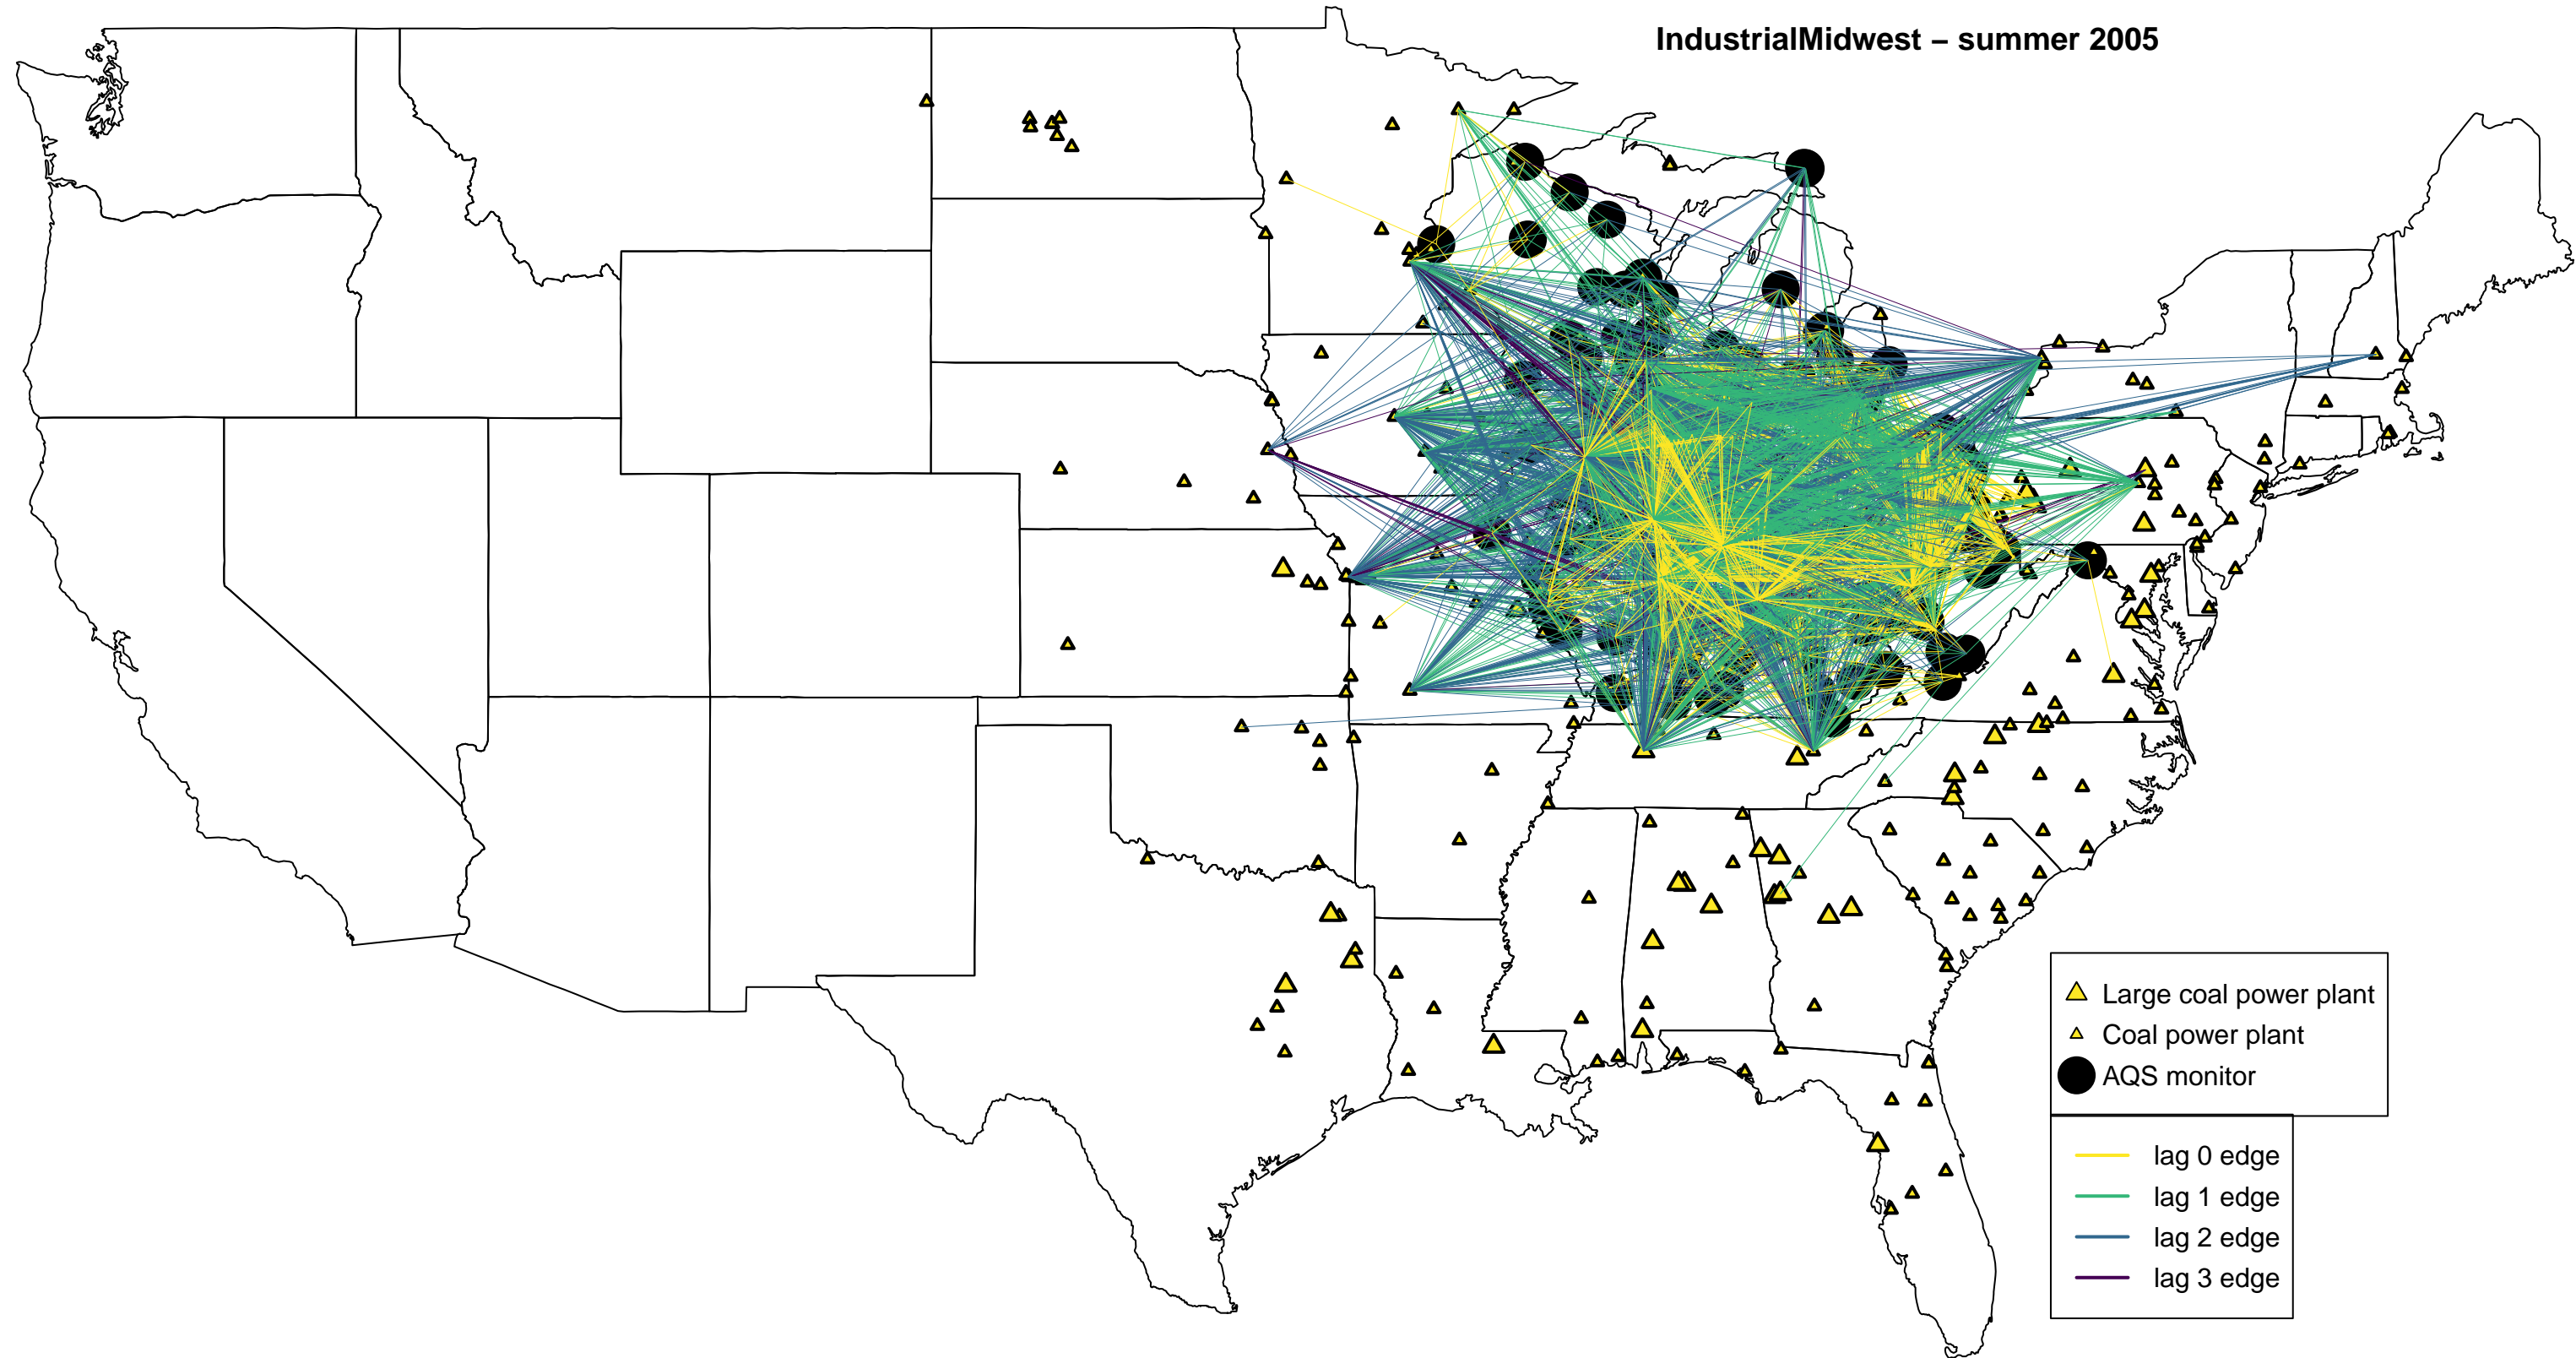 IndustrialMidwest – summer 2005
Large coal power plant
Coal power plant
AQS monitor
lag 0 edge
lag 1 edge
lag 2 edge
lag 3 edge